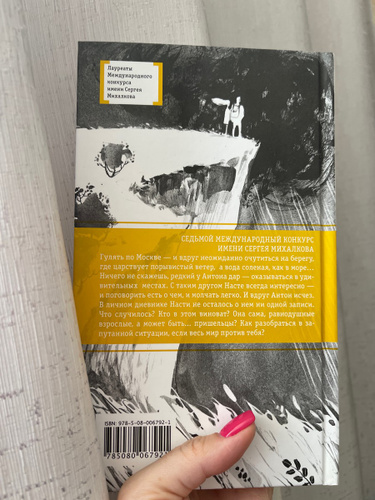 Лауреаты
Международного
конкурса
имени Сергея
Михалкова
СЕДЬМОЙ МЕЖДУНАРОДНЫЙ КОНКУРС
ИМЕНИ СЕРГЕЯ МИХАЛКОВА
Гулять по Москве — и вдруг неожиданно очутиться на берегу,
где царствует порывистый ветер, а вода соленая, как в море...
Ничего не скажешь, редкий у Антона дар — оказываться в уди-
вительных местах. С таким другом Насте всегда интересно —
и поговорить есть о чем, и молчать легко. И вдруг Антон исчез.
В личном дневнике Насти не осталось о нем ни одной записи.
Что случилось? Кто в этом виноват? Она сама, равнодушные
взрослые, а может быть... пришельцы? Как разобраться в за-
путанной ситуации, если весь мир против тебя?
ISBN 978-5-08-006792-1